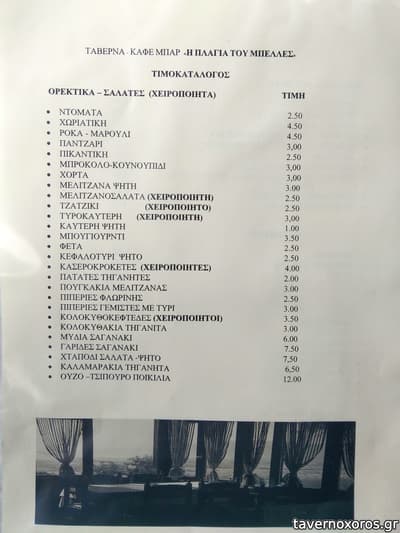 ΤΑΒΕΡΝΑ - ΚΑΦΕ ΜΠΑΡ «Η ΠΛΑΓΙΑ ΤΟΥ ΜΠΕΛΛΕΣ»
ΤΙΜΟΚΑΤΑΛΟΓΟΣ
ΟΡΕΚΤΙΚΑ – ΣΑΛΑΤΕΣ (ΧΕΙΡΟΠΟΙΗΤΑ) ΤΙΜΗ
• ΝΤΟΜΑΤΑ 2.50
• ΧΩΡΙΑΤΙΚΗ 4.50
• ΡΟΚΑ - ΜΑΡΟΥΛΙ 4.50
• ΠΑΝΤΖΑΡΙ 3,00
• ΠΙΚΑΝΤΙΚΗ 2.50
• ΜΠΡΟΚΟΛΟ-ΚΟΥΝΟΥΠΙΔΙ 3,00
• ΧΟΡΤΑ 3,00
• ΜΕΛΙΤΖΑΝΑ ΨΗΤΗ 3.00
• ΜΕΛΙΤΖΑΝΟΣΑΛΑΤΑ (ΧΕΙΡΟΠΟΙΗΤΗ) 2.50
• ΤΖΑΤΖΙΚΙ (ΧΕΙΡΟΠΟΙΗΤΟ) 2.50
• ΤΥΡΟΚΑΥΤΕΡΗ (ΧΕΙΡΟΠΟΙΗΤΗ) 3,00
• ΚΑΥΤΕΡΗ ΨΗΤΗ 1.00
• ΜΠΟΥΓΙΟΥΡΝΤΙ 3.50
• ΦΕΤΑ 2.50
• ΚΕΦΑΛΟΤΥΡΙ ΨΗΤΟ 2.50
• ΚΑΣΕΡΟΚΡΟΚΕΤΕΣ (ΧΕΙΡΟΠΟΙΗΤΕΣ) 4.00
• ΠΑΤΑΤΕΣ ΤΗΓΑΝΗΤΕΣ 2.00
• ΠΟΥΓΚΑΚΙΑ ΜΕΛΙΤΖΑΝΑΣ 3.00
• ΠΙΠΕΡΙΕΣ ΦΛΩΡΙΝΗΣ 2.50
• ΠΙΠΕΡΙΕΣ ΓΕΜΙΣΤΕΣ ΜΕ ΤΥΡΙ 3.00
• ΚΟΛΟΚΥΘΟΚΕΦΤΕΔΕΣ (ΧΕΙΡΟΠΟΙΗΤΟΙ) 3.50
• ΚΟΛΟΚΥΘΑΚΙΑ ΤΗΓΑΝΙΤΑ 3.00
• ΜΥΔΙΑ ΣΑΓΑΝΑΚΙ 6.00
• ΓΑΡΙΔΕΣ ΣΑΓΑΝΑΚΙ 7.50
• ΧΤΑΠΟΔΙ ΣΑΛΑΤΑ -ΨΗΤΟ 7,50
• ΚΑΛΑΜΑΡΑΚΙΑ ΤΗΓΑΝΗΤΑ 6,50
• ΟΥΖΟ –ΤΣΙΠΟΥΡΟ ΠΟΙΚΙΛΙΑ 12.00
tavernoxoros.gr